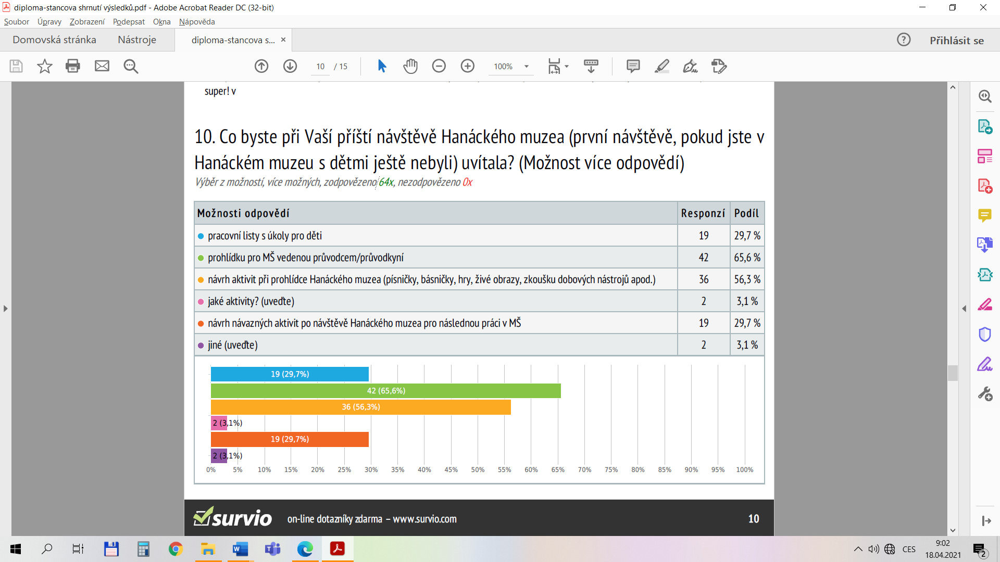 diploma-stancova shrnutí výsledků.pdf - Adobe Acrobat Reader DC (32-bit)
Soubor Úpravy Zobrazení Podepsat Okna Nápověda
Domovská stránka Nástroje diploma-stancova s... Přihlásit se
10 / 15 100%
super! v
10. Co byste při Vaší příští návštěvě Hanáckého muzea (první návštěvě, pokud jste v
Hanáckém muzeu s dětmi ještě nebyli) uvítala? (Možnost více odpovědí)
Výběr z možností, více možných, zodpovězeno 64x, nezodpovězeno 0x
Možnosti odpovědí Responzí Podíl
pracovní listy s úkoly pro děti 19 29,7 %
prohlídku pro MŠ vedenou průvodcem/průvodkyní 42 65,6 %
návrh aktivit při prohlídce Hanáckého muzea (písničky, básničky, hry, živé obrazy, zkoušku dobových nástrojů apod.) 36 56,3 %
jaké aktivity? (uveďte) 2 3,1 %
návrh návazných aktivit po návštěvě Hanáckého muzea pro následnou práci v MŠ 19 29,7 %
jiné (uveďte) 2 3,1 %
19 (29,7%)
42 (65,6%)
36 (56,3%)
2 (3,1%)
19 (29,7%)
2 (3,1%)
0% 5% 10% 15% 20% 25% 30% 35% 40% 45% 50% 55% 60% 65% 70% 75% 80% 85% 90% 95% 100%
survio on-line dotazníky zdarma – www.survio.com 10
CES 9:02
18.04.2021 2